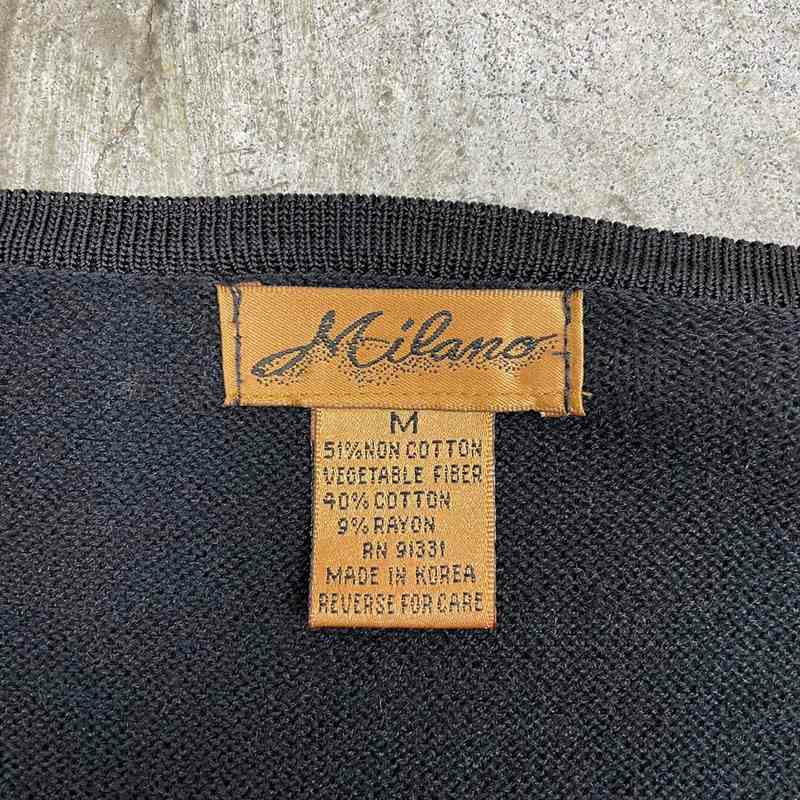 Milano
M
51% NON COTTON
VEGETABLE FIBER
40% COTTON
9% RAYON
RN 91331
MADE IN KOREA
REVERSE FOR CARE